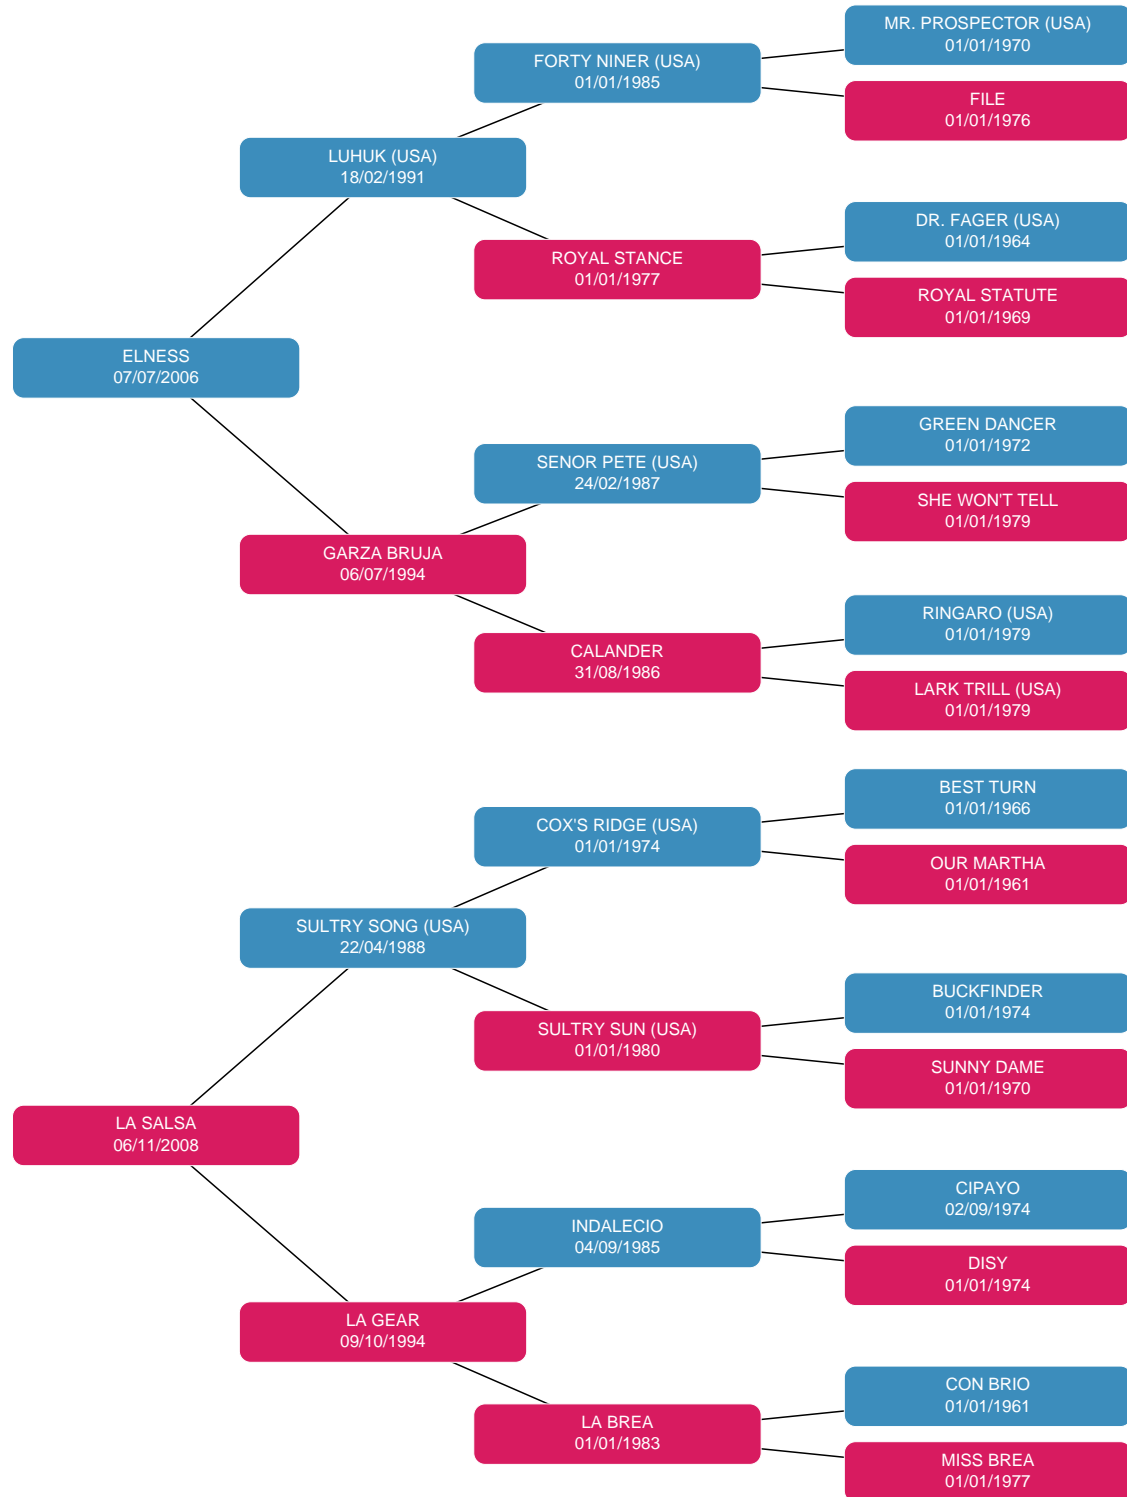 MR. PROSPECTOR (USA)
01/01/1970
FORTY NINER (USA)
01/01/1985
FILE
01/01/1976
LUHUK (USA)
18/02/1991
DR. FAGER (USA)
01/01/1964
ROYAL STANCE
01/01/1977
ROYAL STATUTE
01/01/1969
ELNESS
07/07/2006
GREEN DANCER
01/01/1972
SENOR PETE (USA)
24/02/1987
SHE WON'T TELL
01/01/1979
GARZA BRUJA
06/07/1994
RINGARO (USA)
01/01/1979
CALANDER
31/08/1986
LARK TRILL (USA)
01/01/1979
BEST TURN
01/01/1966
COX'S RIDGE (USA)
01/01/1974
OUR MARTHA
01/01/1961
SULTRY SONG (USA)
22/04/1988
BUCKFINDER
01/01/1974
SULTRY SUN (USA)
01/01/1980
SUNNY DAME
01/01/1970
LA SALSA
06/11/2008
CIPAYO
02/09/1974
INDALECIO
04/09/1985
DISY
01/01/1974
LA GEAR
09/10/1994
CON BRIO
01/01/1961
LA BREA
01/01/1983
MISS BREA
01/01/1977